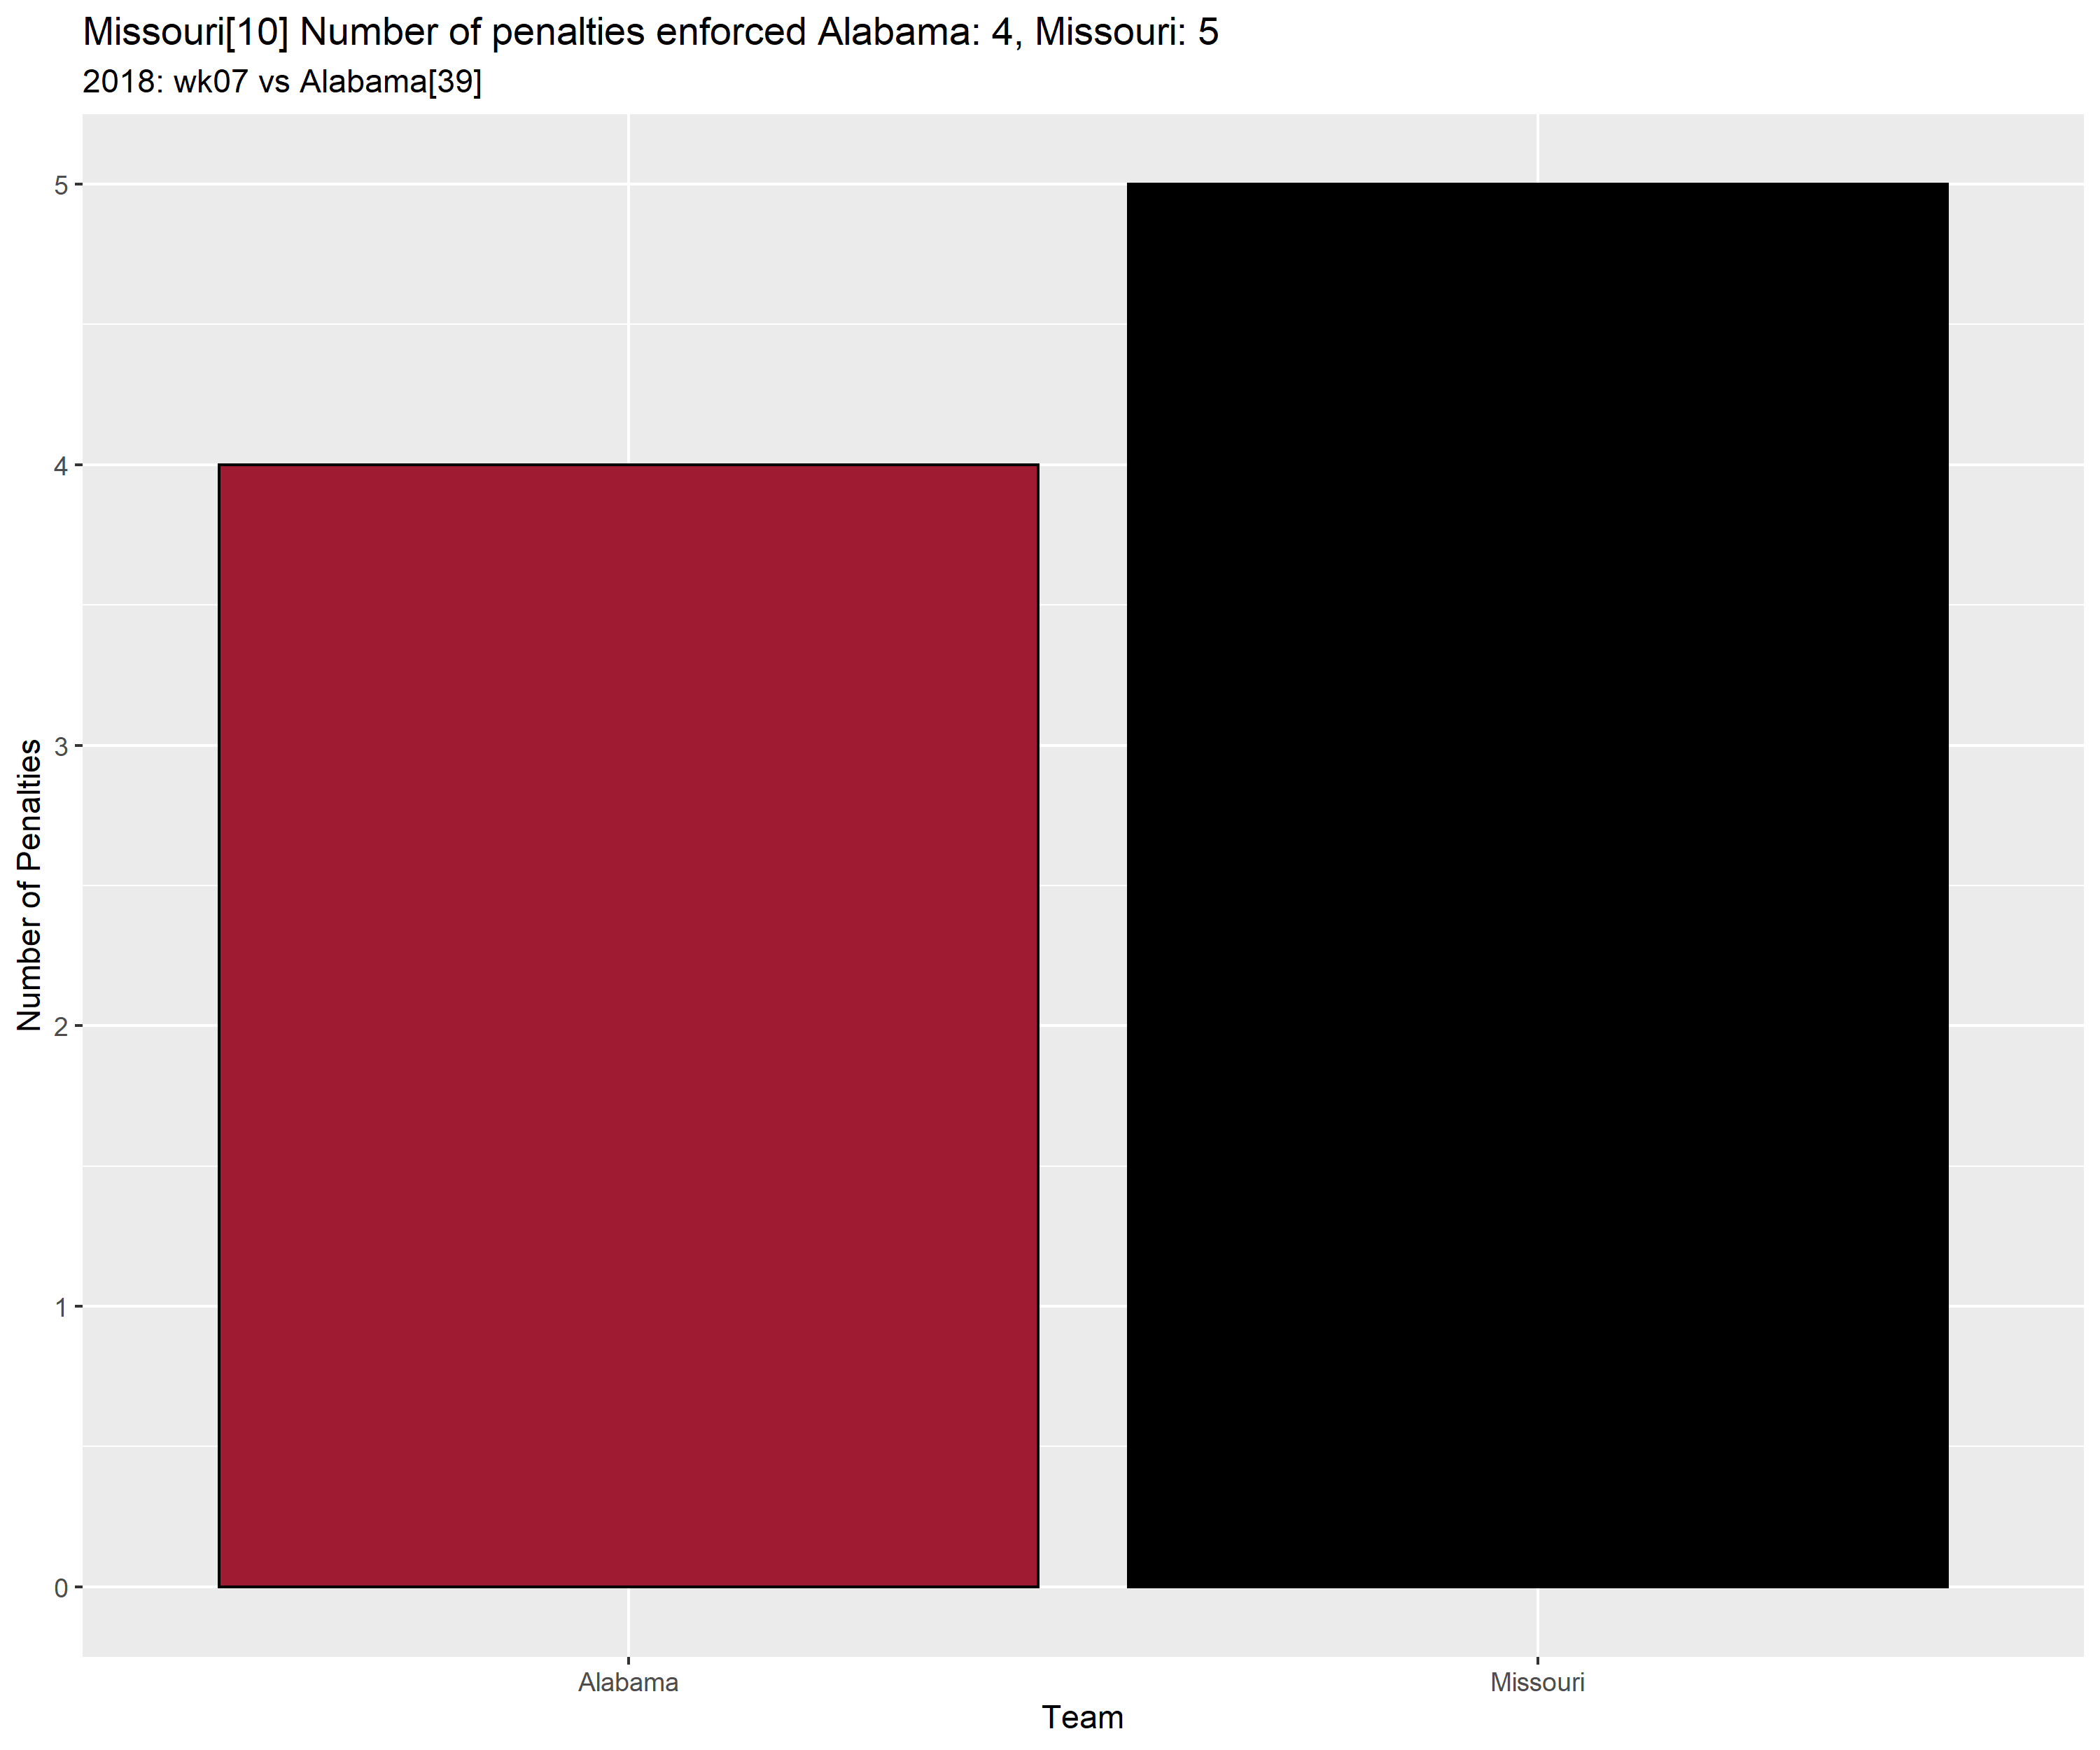 Missouri[10] Number of penalties enforced Alabama: 4, Missouri: 5
2018: wk07 vs Alabama[39]
Number of Penalties
5
4
3
2
1
0
Alabama
Missouri
Team